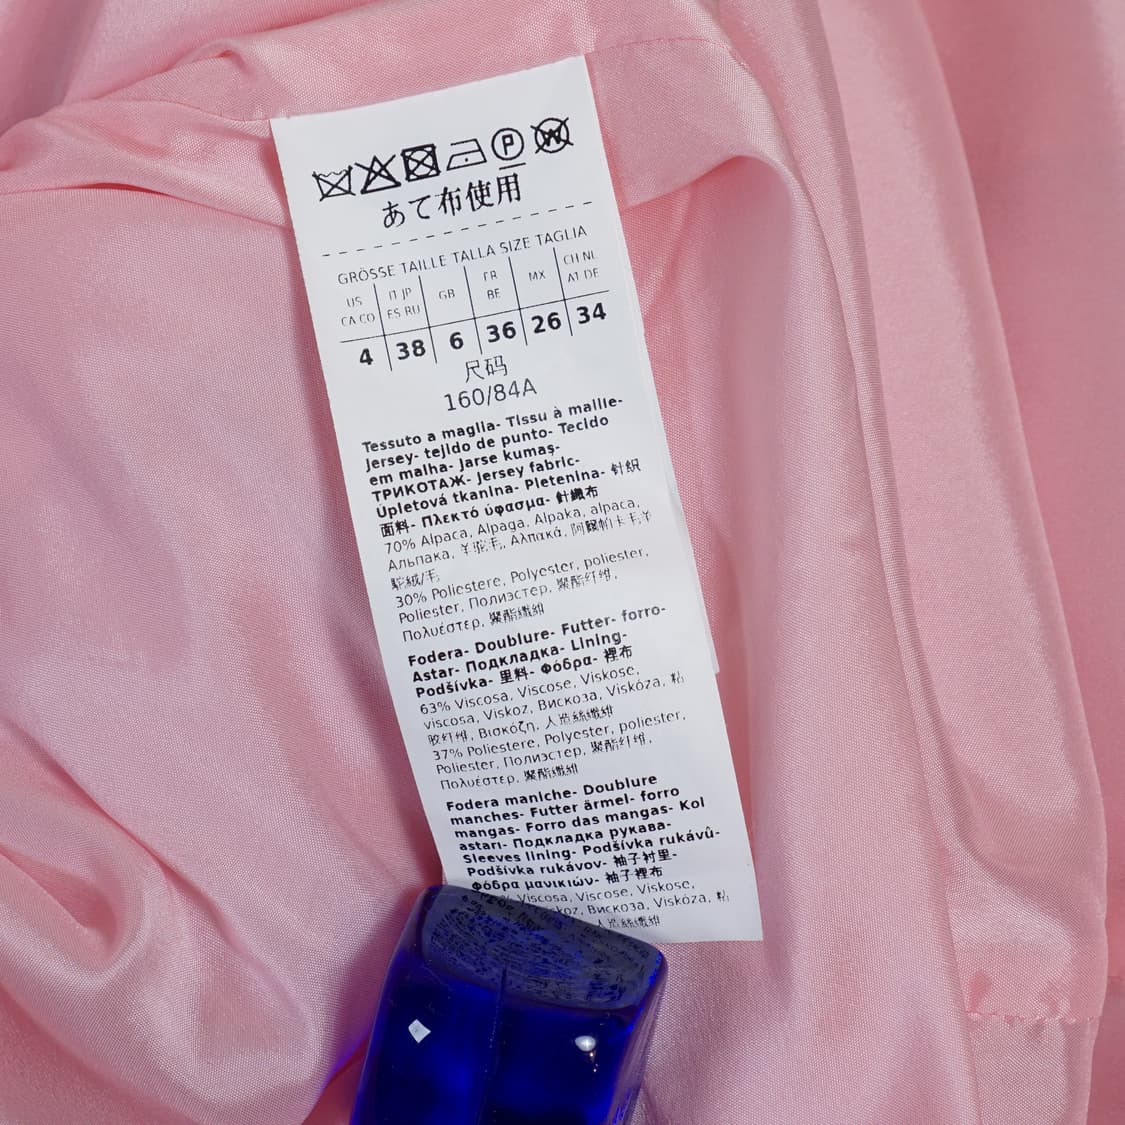 P
W
あて布使用
GRÖSSE TAILLE TALLA SIZE TAGLIA
US CA CO IT JP ES RU GB FR BE MX CH NL AT DE
4 38 6 36 26 34
尺码
160/84A
Tessuto a maglia- Tissu à maille-
Jersey- tejido de punto- Tecido
em malha- Jarse kumaş-
ТРИКОТАЖ- Jersey fabric-
Úpletová tkanina- Pletenina- 针织
面料- Πλεκτό ύφασμα- 針織布
70% Alpaca, Alpaga, Alpaka, alpaca,
Альпака, 羊驼毛, Αλπακά, 阿爾帕卡毛羊
駝絨/毛
30% Poliestere, Polyester, poliester,
Poliester, Полиэстер, 聚酯纤维,
Πολυέστερ, 聚酯纖維
Fodera- Doublure- Futter- forro-
Astar- Подкладка- Lining-
Podšívka- 里料- Φόδρα- 裡布
63% Viscosa, Viscose, Viskose,
viscosa, Viskoz, Вискоза, Viskóza, 粘
胶纤维, Βισκόζη, 人造絲纖維
37% Poliestere, Polyester, poliester,
Poliester, Полиэстер, 聚酯纤维,
Πολυέστερ, 聚酯纖維
Fodera maniche- Doublure
manches- Futter ärmel- forro
mangas- Forro das mangas- Kol
astarı- Подкладка рукава-
Sleeves lining- Podšívka rukávů-
Podšívka rukávov- 袖子衬里-
Φόδρα μανικιών- 袖子裡布
Viscosa, Viscose, Viskose,
Вискоза, Viskóza, 粘
人造絲纖維